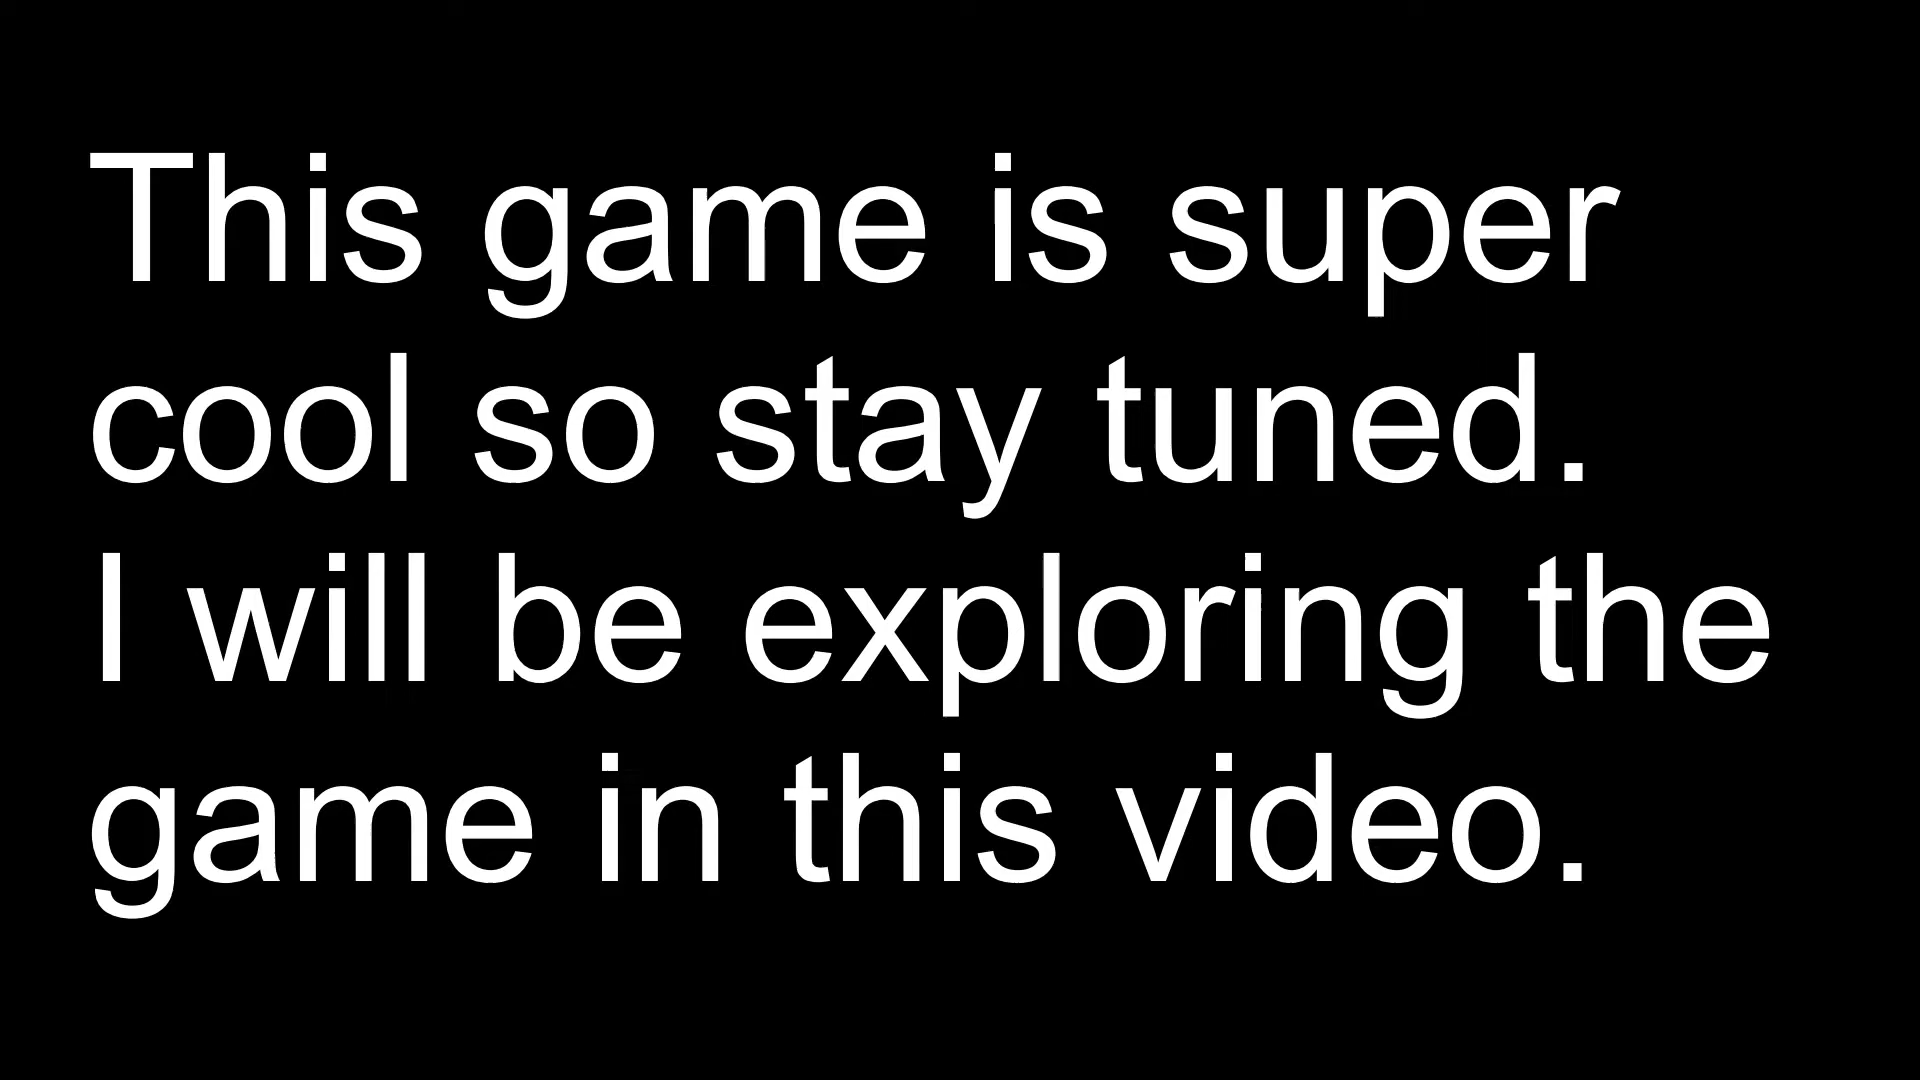 This game is super
cool so stay tuned.
I will be exploring the
game in this video.